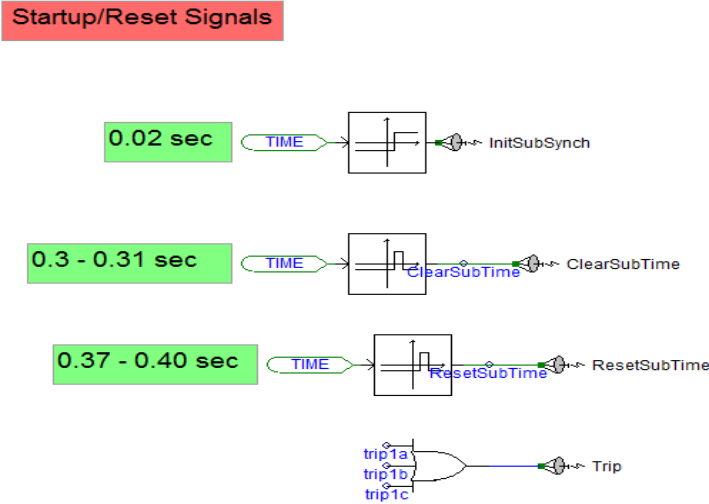 Startup/Reset Signals
0.02 sec
TIME
InitSubSynch
0.3 - 0.31 sec
TIME
ClearSubTime
ClearSubTime
0.37 - 0.40 sec
TIME
ResetSubTime
ResetSubTime
trip1a
trip1b
Trip
trip1c